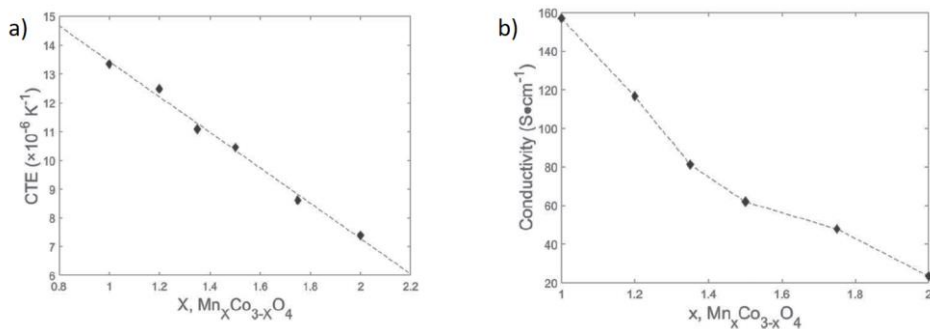 a)
15
14
13
12
11
10
9
8
7
6
CTE (×10⁻⁶ K⁻¹)
0.8 1 1.2 1.4 1.6 1.8 2 2.2
X, MnₓCo₃₋ₓO₄
b)
160
140
120
100
80
60
40
20
Conductivity (S●cm⁻¹)
1 1.2 1.4 1.6 1.8 2
x, MnₓCo₃₋ₓO₄